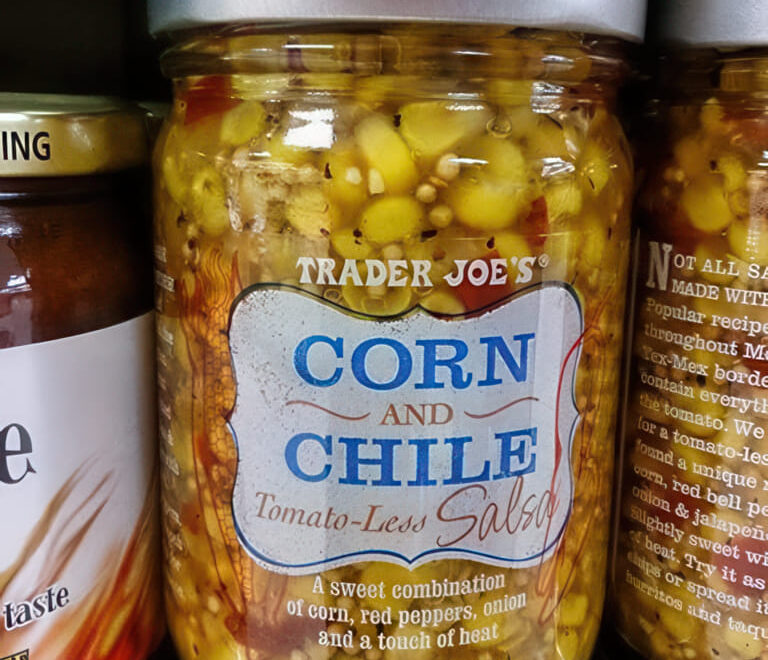 ING
e
taste
TRADER JOE'S®
CORN
AND
CHILE
Tomato-Less Salsa
A sweet combination
of corn, red peppers, onion
and a touch of heat
NOT ALL SA
MADE WITH
Popular recipe
throughout M
Tex-Mex borde
contain everyth
the tomato. We
for a tomato-les
found a unique
corn, red bell pe
onion & jalapeñ
slightly sweet wi
of heat. Try it as
chips or spread i
burritos and taqu